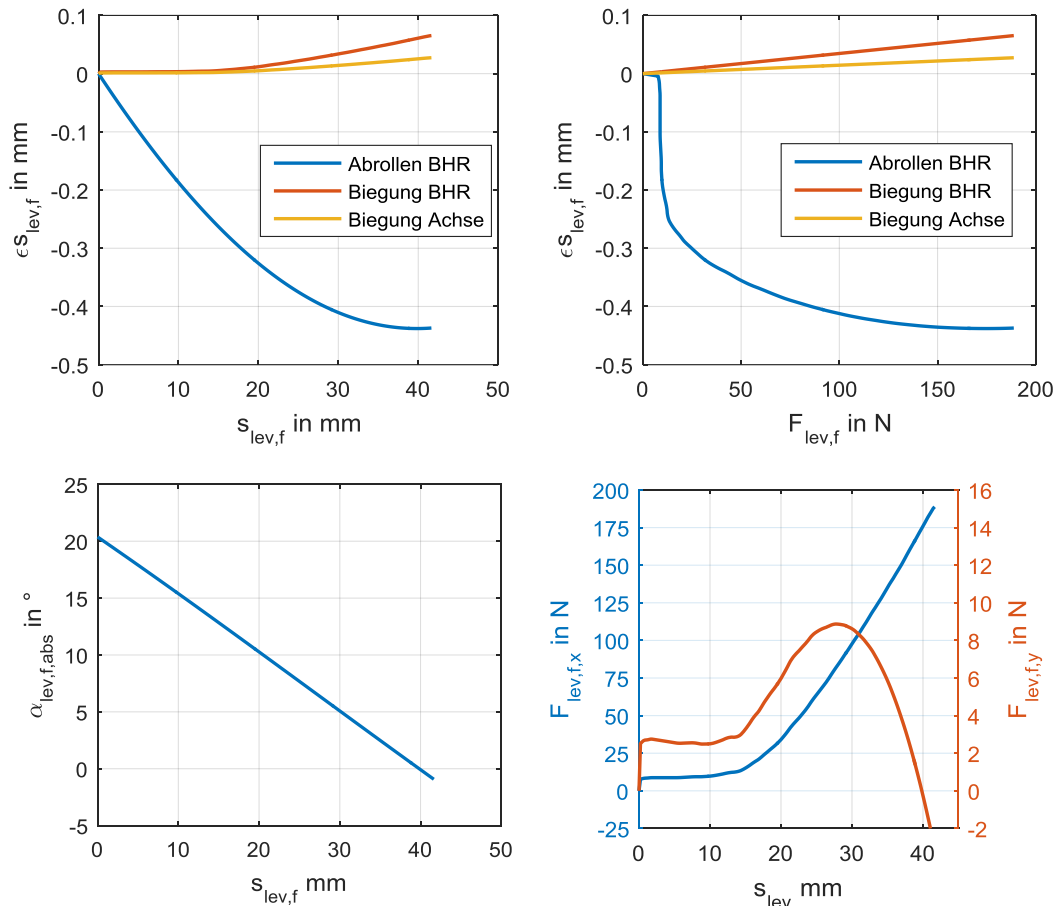 0.1
0
-0.1
-0.2
-0.3
-0.4
-0.5
0 10 20 30 40 50
ϵs_lev,f in mm
s_lev,f in mm
Abrollen BHR
Biegung BHR
Biegung Achse
0.1
0
-0.1
-0.2
-0.3
-0.4
-0.5
0 50 100 150 200
ϵs_lev,f in mm
F_lev,f in N
Abrollen BHR
Biegung BHR
Biegung Achse
25
20
15
10
5
0
-5
0 10 20 30 40 50
α_lev,f,abs in °
s_lev,f mm
200
175
150
125
100
75
50
25
0
-25
F_lev,f,x in N
16
14
12
10
8
6
4
2
0
-2
F_lev,f,y in N
0 10 20 30 40
s_lev mm